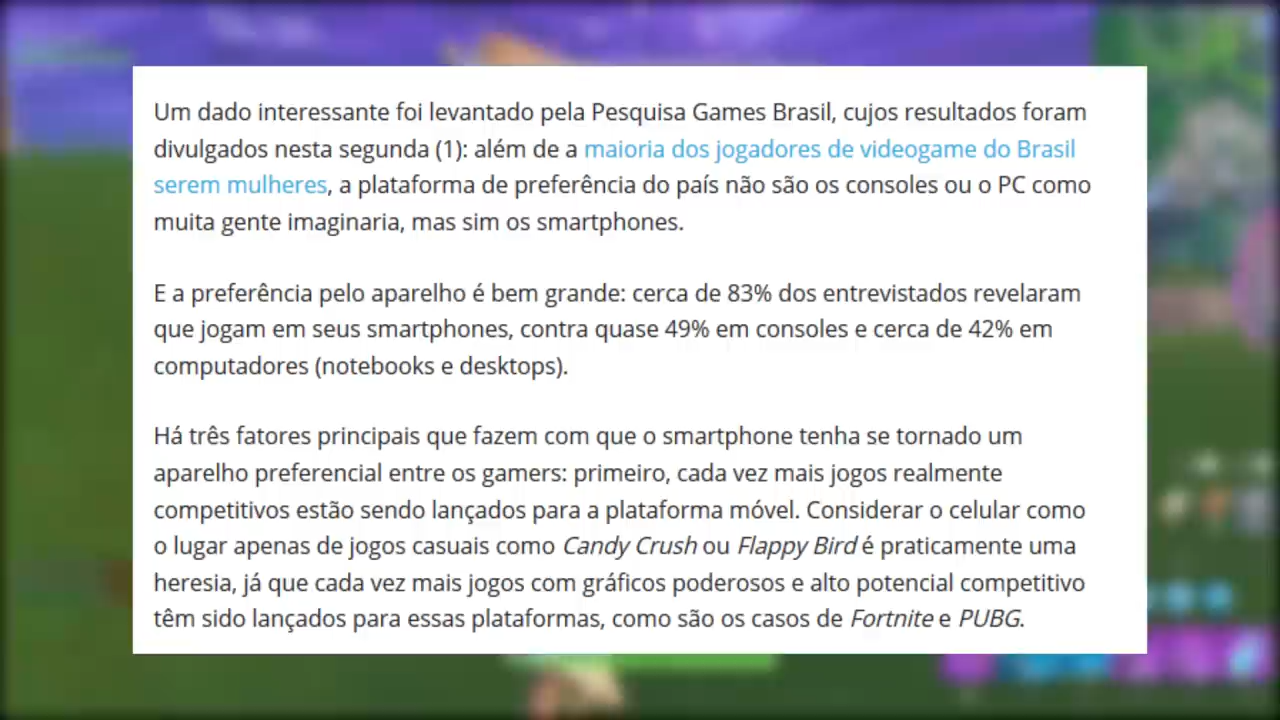 Um dado interessante foi levantado pela Pesquisa Games Brasil, cujos resultados foram
divulgados nesta segunda (1): além de a maioria dos jogadores de videogame do Brasil
serem mulheres, a plataforma de preferência do país não são os consoles ou o PC como
muita gente imaginaria, mas sim os smartphones.
E a preferência pelo aparelho é bem grande: cerca de 83% dos entrevistados revelaram
que jogam em seus smartphones, contra quase 49% em consoles e cerca de 42% em
computadores (notebooks e desktops).
Há três fatores principais que fazem com que o smartphone tenha se tornado um
aparelho preferencial entre os gamers: primeiro, cada vez mais jogos realmente
competitivos estão sendo lançados para a plataforma móvel. Considerar o celular como
o lugar apenas de jogos casuais como Candy Crush ou Flappy Bird é praticamente uma
heresia, já que cada vez mais jogos com gráficos poderosos e alto potencial competitivo
têm sido lançados para essas plataformas, como são os casos de Fortnite e PUBG.